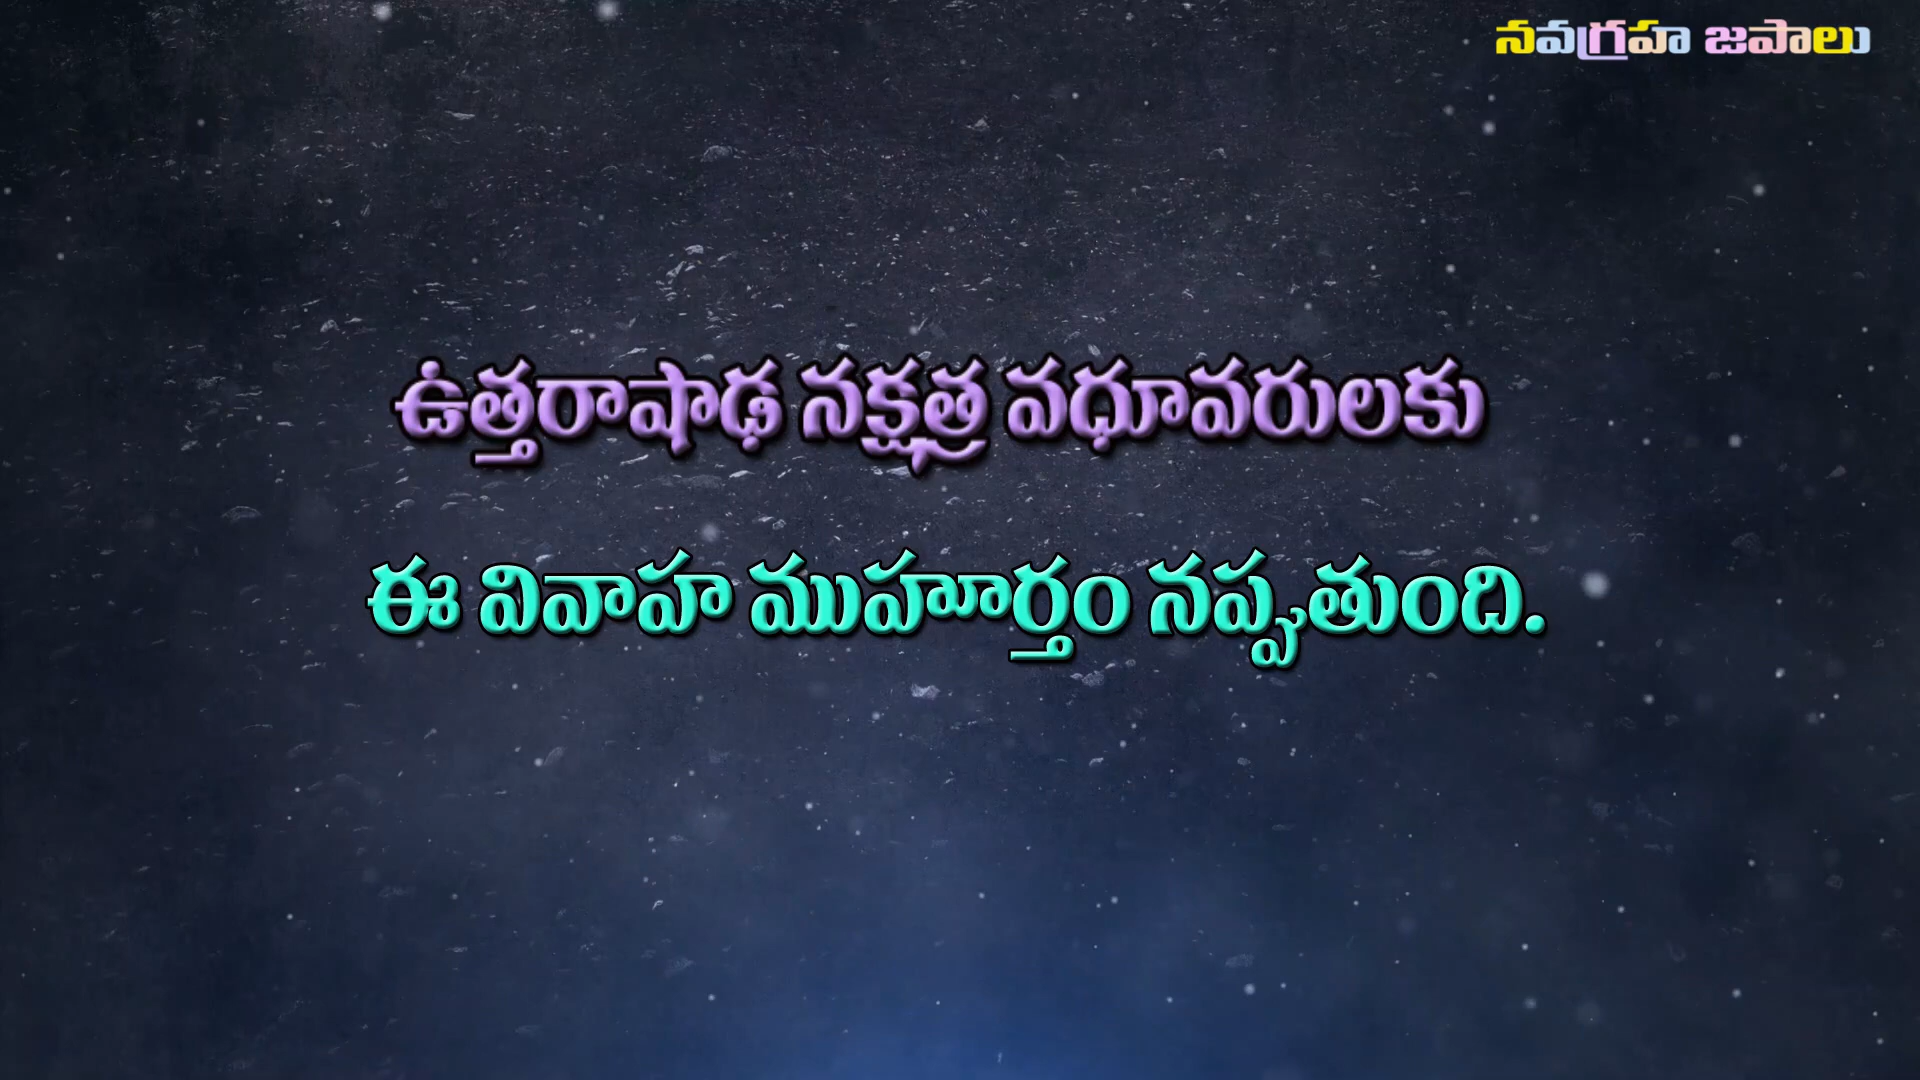 నవగ్రహ జపాలు
ఉత్తరాషాఢ నక్షత్ర వధూవరులకు
ఈ వివాహ ముహూర్తం నప్పుతుంది.